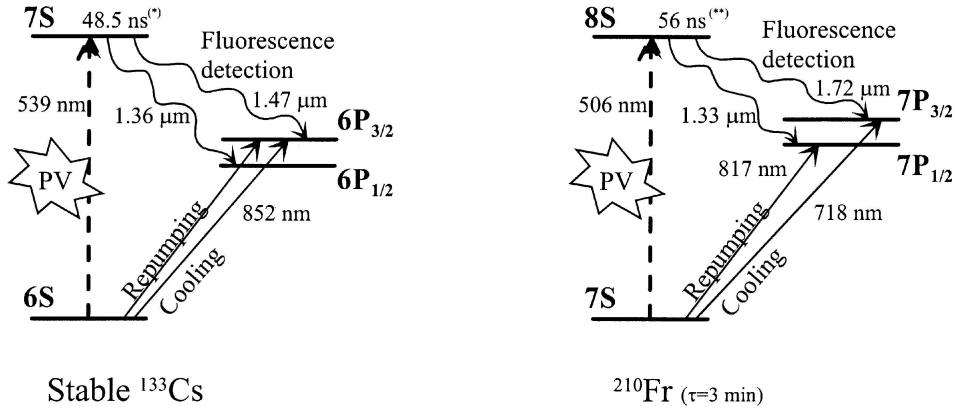 7S
48.5 ns(*)
Fluorescence
detection
539 nm
1.36 µm
1.47 µm
6P3/2
6P1/2
PV
852 nm
Repumping
Cooling
6S
Stable 133Cs
8S
56 ns(**)
Fluorescence
detection
506 nm
1.33 µm
1.72 µm
7P3/2
7P1/2
PV
817 nm
718 nm
Repumping
Cooling
7S
210Fr (τ=3 min)